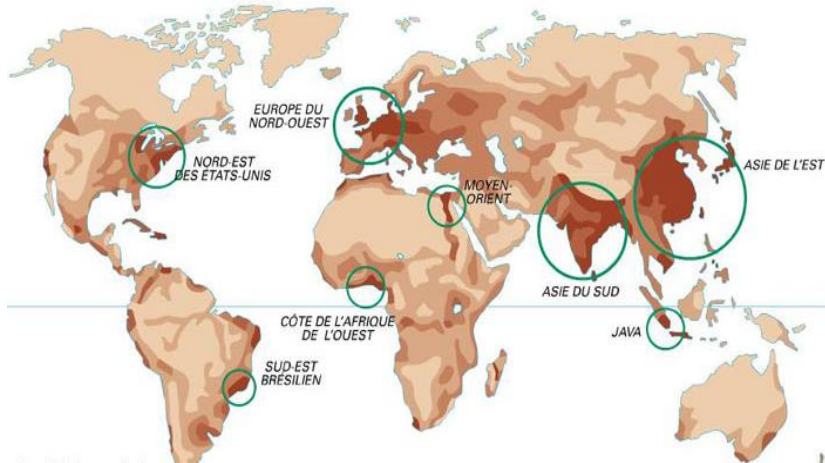 EUROPE DU
NORD-OUEST
NORD-EST
DES ÉTATS-UNIS
MOYEN-
ORIENT
ASIE DE L'EST
ASIE DU SUD
CÔTE DE L'AFRIQUE
DE L'OUEST
JAVA
SUD-EST
BRÉSILIEN